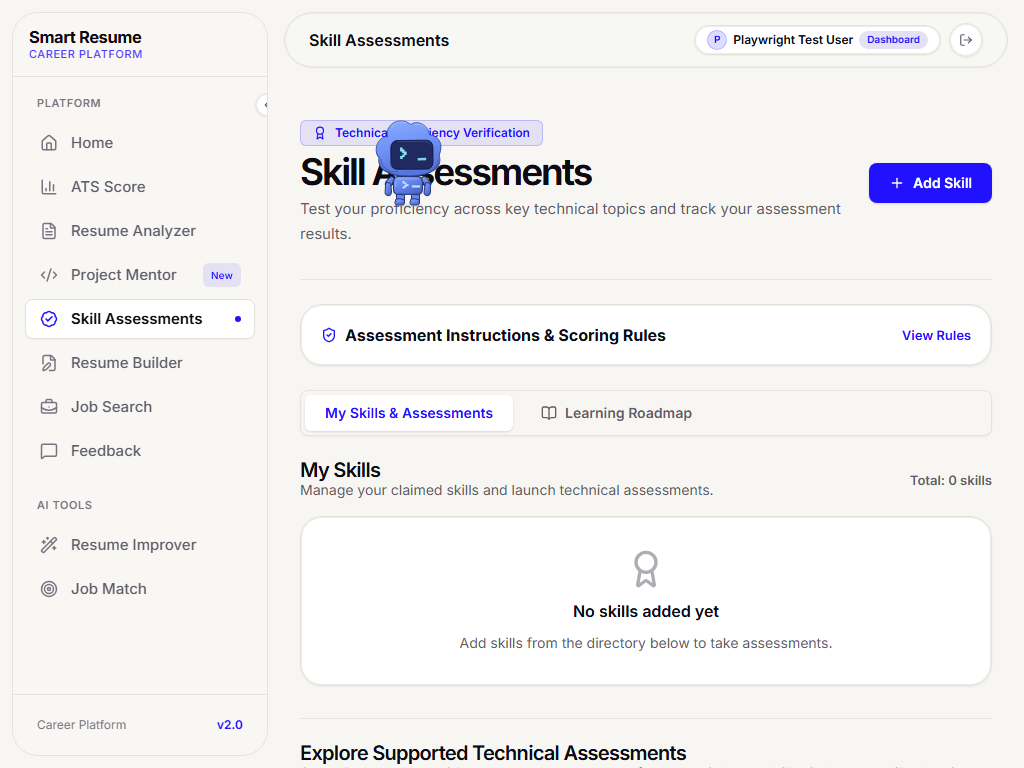 Smart Resume
CAREER PLATFORM
PLATFORM
Home
ATS Score
Resume Analyzer
Project Mentor New
Skill Assessments
Resume Builder
Job Search
Feedback
AI TOOLS
Resume Improver
Job Match
Career Platform v2.0
Skill Assessments
P Playwright Test User Dashboard
Verification
Skill
Test your proficiency across key technical topics and track your assessment
results.
+ Add Skill
Assessment Instructions & Scoring Rules
View Rules
My Skills & Assessments
Learning Roadmap
My Skills
Manage your claimed skills and launch technical assessments.
Total: 0 skills
No skills added yet
Add skills from the directory below to take assessments.
Explore Supported Technical Assessments